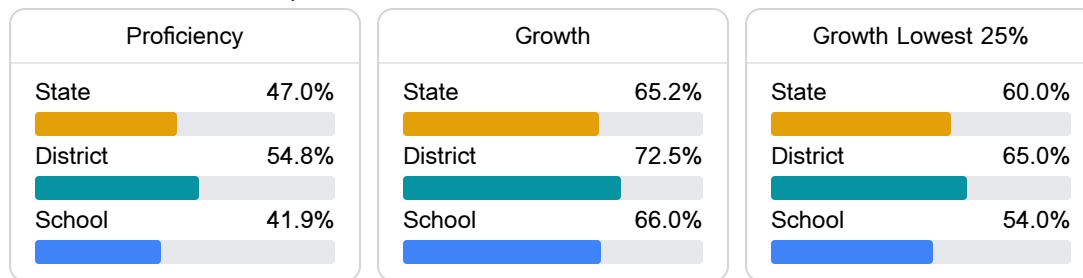 Proficiency
State 47.0%
District 54.8%
School 41.9%
Growth
State 65.2%
District 72.5%
School 66.0%
Growth Lowest 25%
State 60.0%
District 65.0%
School 54.0%